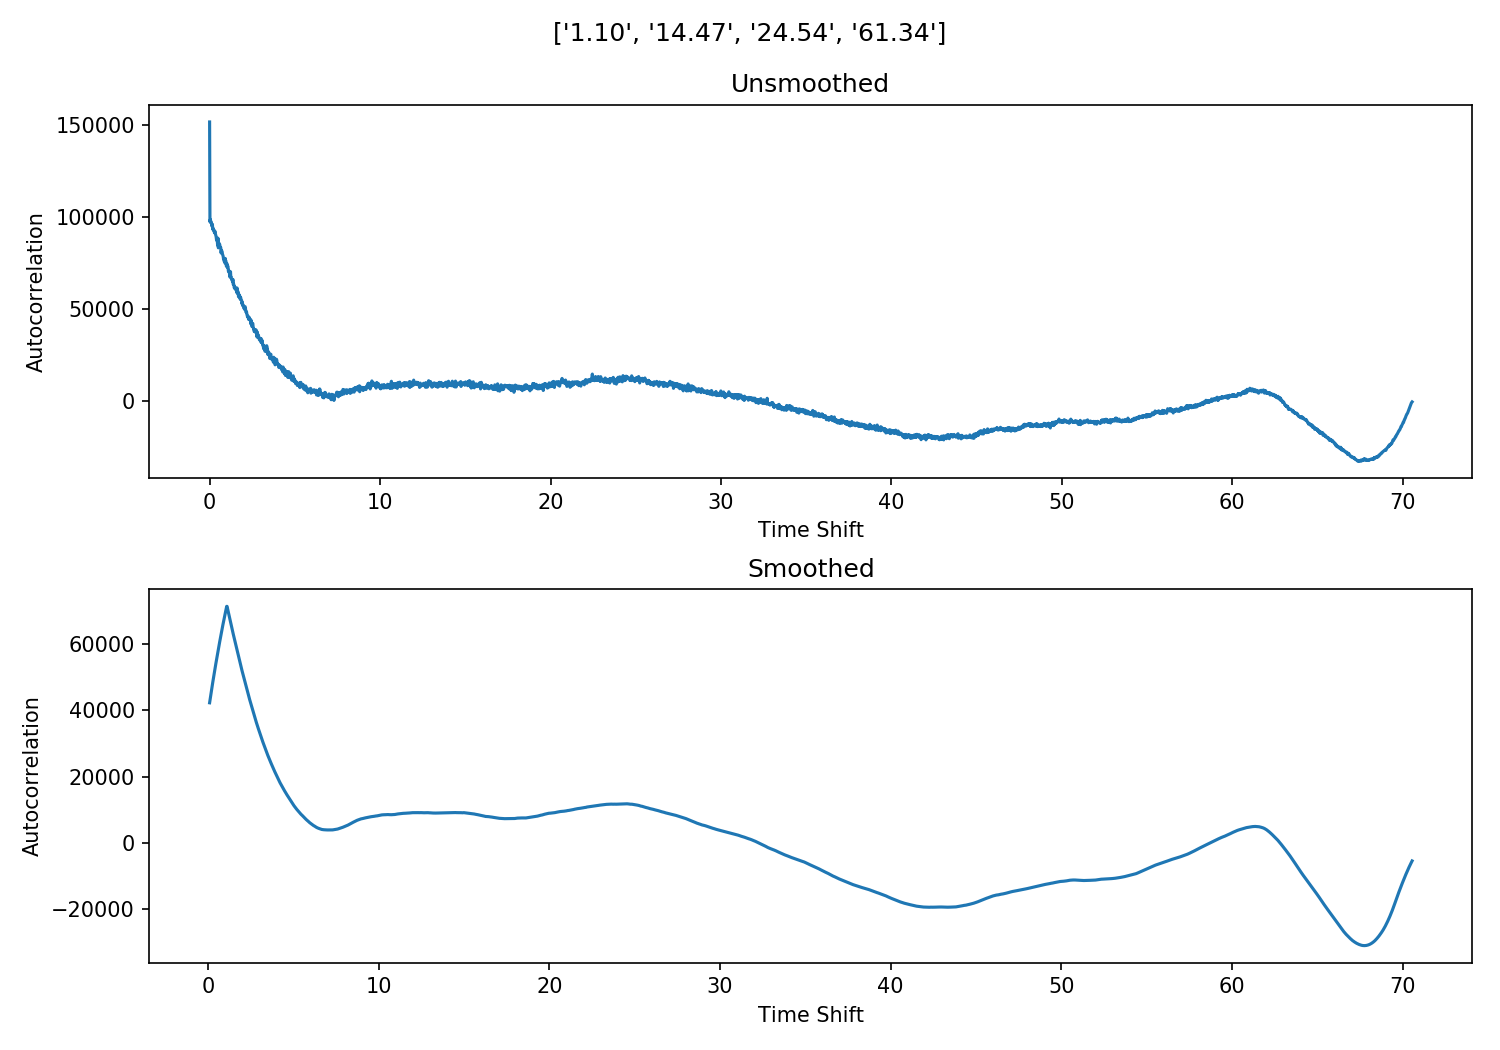 ['1.10', '14.47', '24.54', '61.34']
Unsmoothed
150000
100000
50000
0
Autocorrelation
0 10 20 30 40 50 60 70
Time Shift
Smoothed
60000
40000
20000
0
−20000
Autocorrelation
0 10 20 30 40 50 60 70
Time Shift